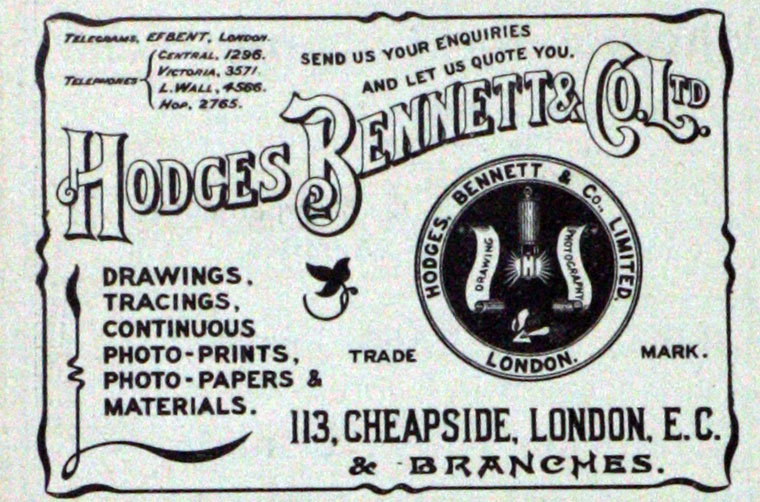 TELEGRAMS, EFBENT, LONDON.
TELEPHONES
CENTRAL, 1296.
VICTORIA, 3571.
L. WALL, 4566.
HOP, 2765.
SEND US YOUR ENQUIRIES
AND LET US QUOTE YOU.
HODGES BENNETT & CO. LTD.
DRAWINGS,
TRACINGS,
CONTINUOUS
PHOTO-PRINTS,
PHOTO-PAPERS &
MATERIALS.
HODGES, BENNETT & CO., LIMITED.
DRAWING
PHOTOGRAPHY
LONDON.
TRADE MARK.
113, CHEAPSIDE, LONDON, E.C.
& BRANCHES.